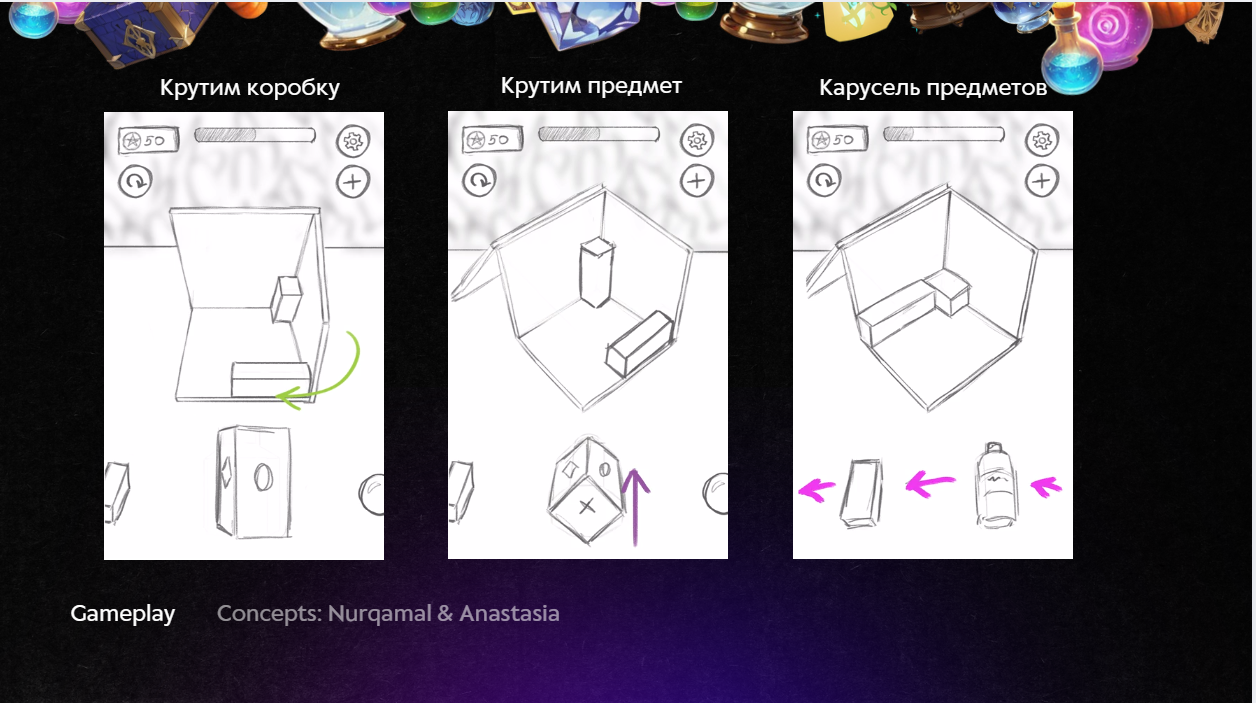 Крутим коробку
Крутим предмет
Карусель предметов
50
50
50
Gameplay
Concepts: Nurqamal & Anastasia